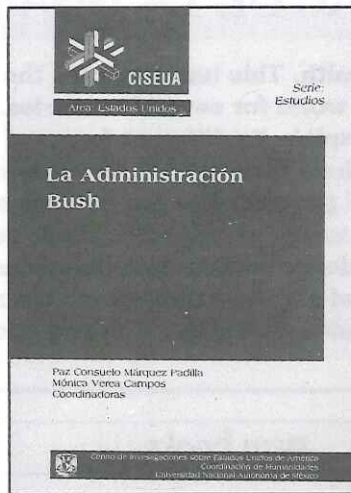 CISEUA
Area: Estados Unidos
Serie:
Estudios
La Administración
Bush
Paz Consuelo Márquez Padilla
Mónica Verea Campos
Coordinadoras
Centro de Investigaciones sobre Estados Unidos de América
Coordinación de Humanidades
Universidad Nacional Autónoma de México